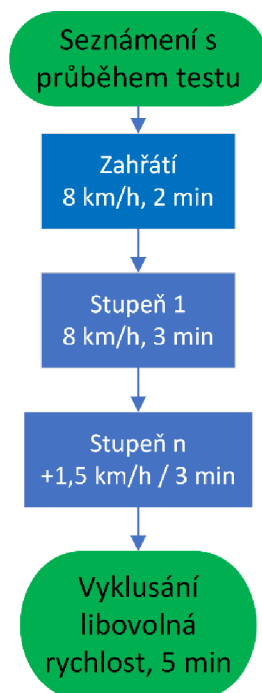 Seznámení s
průběhem testu
Zahřátí
8 km/h, 2 min
Stupeň 1
8 km/h, 3 min
Stupeň n
+1,5 km/h / 3 min
Vyklusání
libovolná
rychlost, 5 min